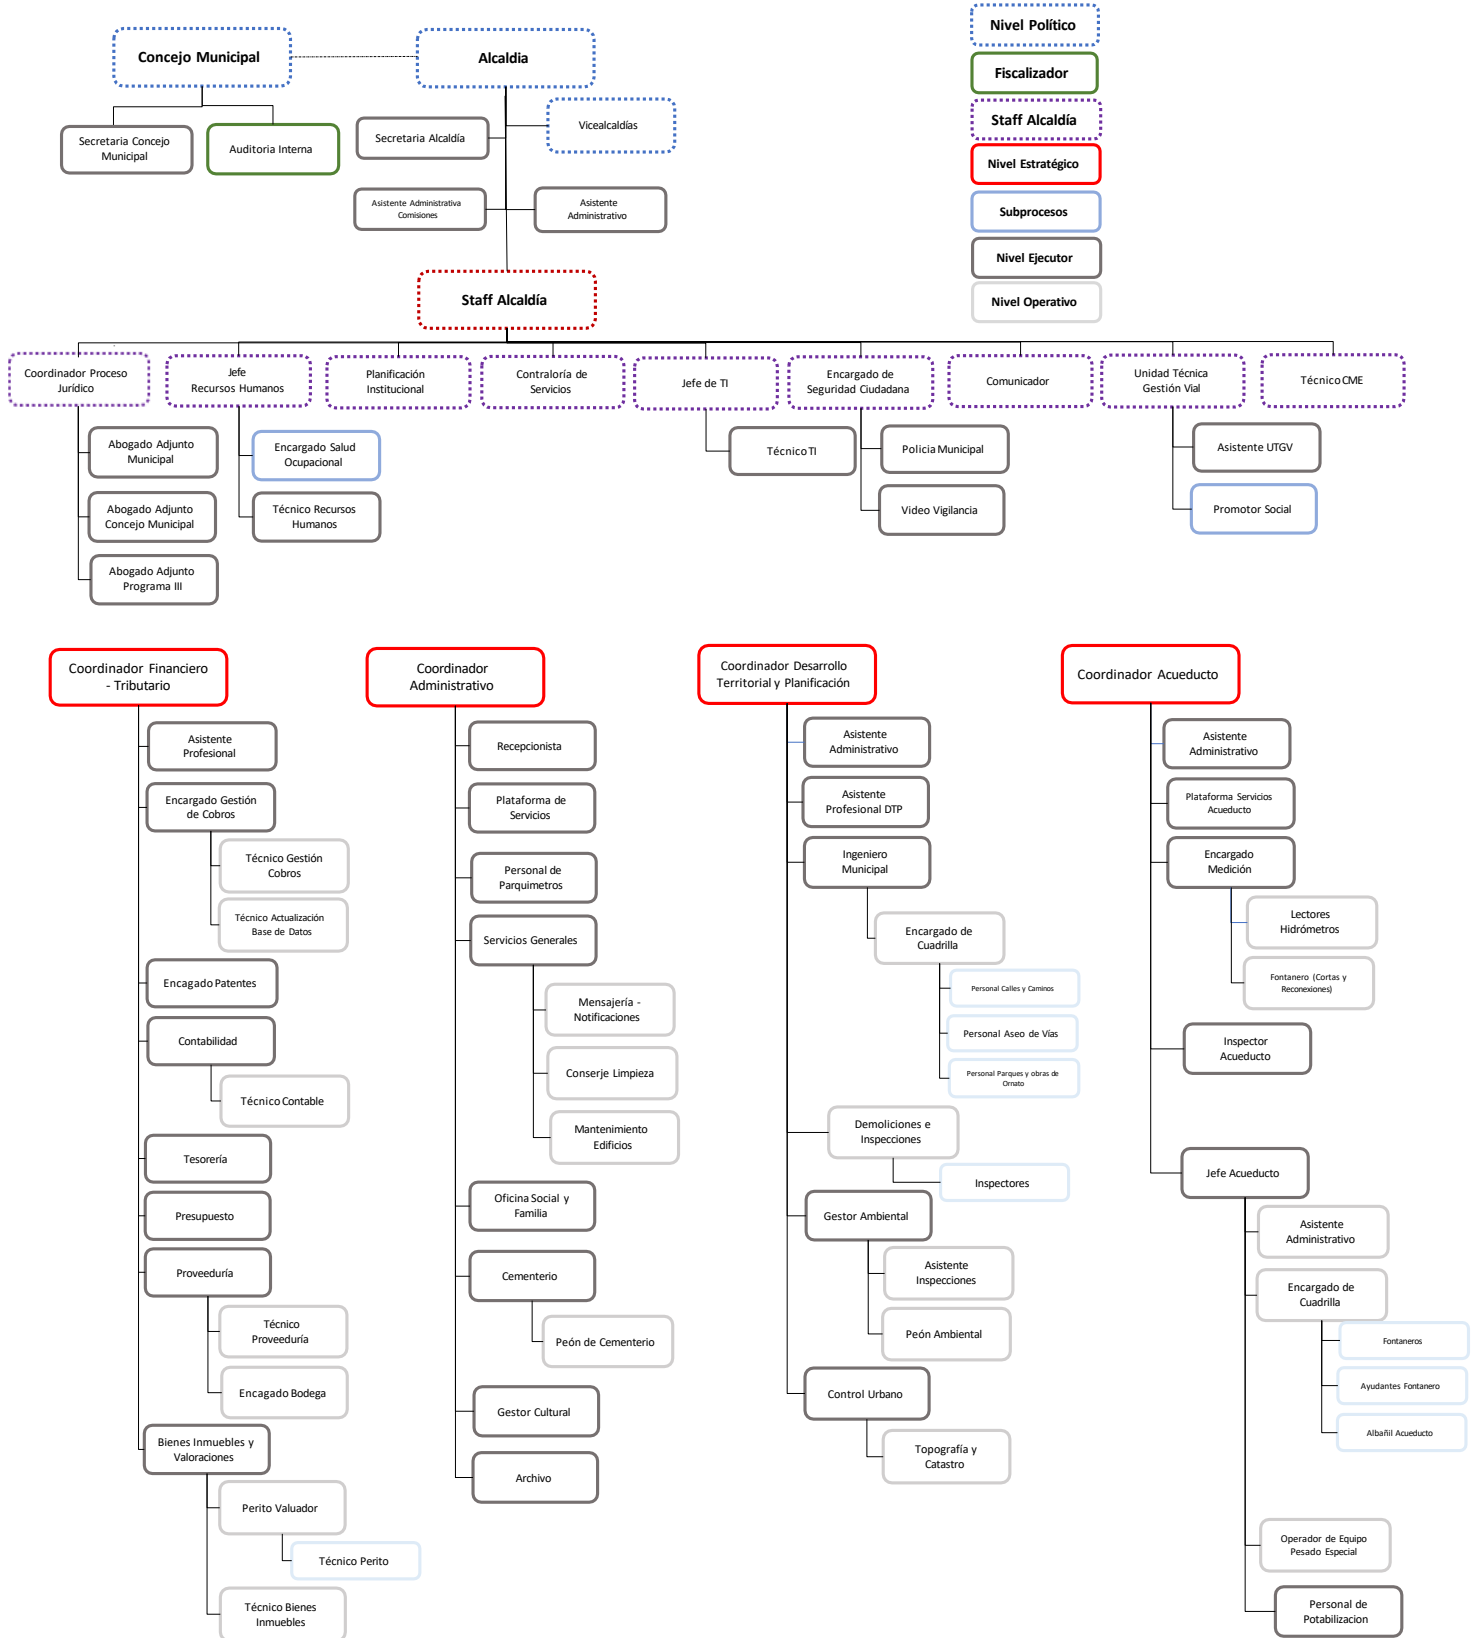 Concejo Municipal
Alcaldia
Secretaria Concejo
Municipal
Auditoria Interna
Secretaria Alcaldía
Vicealcaldías
Asistente Administrativa
Comisiones
Asistente
Administrativo
Nivel Político
Fiscalizador
Staff Alcaldía
Nivel Estratégico
Subprocesos
Nivel Ejecutor
Nivel Operativo
Staff Alcaldía
Coordinador Proceso
Jurídico
Jefe
Recursos Humanos
Planificación
Institucional
Contraloría de
Servicios
Jefe de TI
Encargado de
Seguridad Ciudadana
Comunicador
Unidad Técnica
Gestión Vial
Técnico CME
Abogado Adjunto
Municipal
Abogado Adjunto
Concejo Municipal
Abogado Adjunto
Programa III
Encargado Salud
Ocupacional
Técnico Recursos
Humanos
Técnico TI
Policia Municipal
Video Vigilancia
Asistente UTGV
Promotor Social
Coordinador Financiero
- Tributario
Asistente
Profesional
Encargado Gestión
de Cobros
Técnico Gestión
Cobros
Técnico Actualización
Base de Datos
Encagado Patentes
Contabilidad
Técnico Contable
Tesorería
Presupuesto
Proveeduría
Técnico
Proveeduría
Encagado Bodega
Bienes Inmuebles y
Valoraciones
Perito Valuador
Técnico Perito
Técnico Bienes
Inmuebles
Coordinador
Administrativo
Recepcionista
Plataforma de
Servicios
Personal de
Parquimetros
Servicios Generales
Mensajería -
Notificaciones
Conserje Limpieza
Mantenimiento
Edificios
Oficina Social y
Familia
Cementerio
Peón de Cementerio
Gestor Cultural
Archivo
Coordinador Desarrollo
Territorial y Planificación
Asistente
Administrativo
Asistente
Profesional DTP
Ingeniero
Municipal
Encargado de
Cuadrilla
Personal Calles y Caminos
Personal Aseo de Vías
Personal Parques y obras de
Ornato
Demoliciones e
Inspecciones
Inspectores
Gestor Ambiental
Asistente
Inspecciones
Peón Ambiental
Control Urbano
Topografía y
Catastro
Coordinador Acueducto
Asistente
Administrativo
Plataforma Servicios
Acueducto
Encargado
Medición
Lectores
Hidrómetros
Fontanero (Cortas y
Reconexiones)
Inspector
Acueducto
Jefe Acueducto
Asistente
Administrativo
Encargado de
Cuadrilla
Fontaneros
Ayudantes Fontanero
Albañil Acueducto
Operador de Equipo
Pesado Especial
Personal de
Potabilizacion